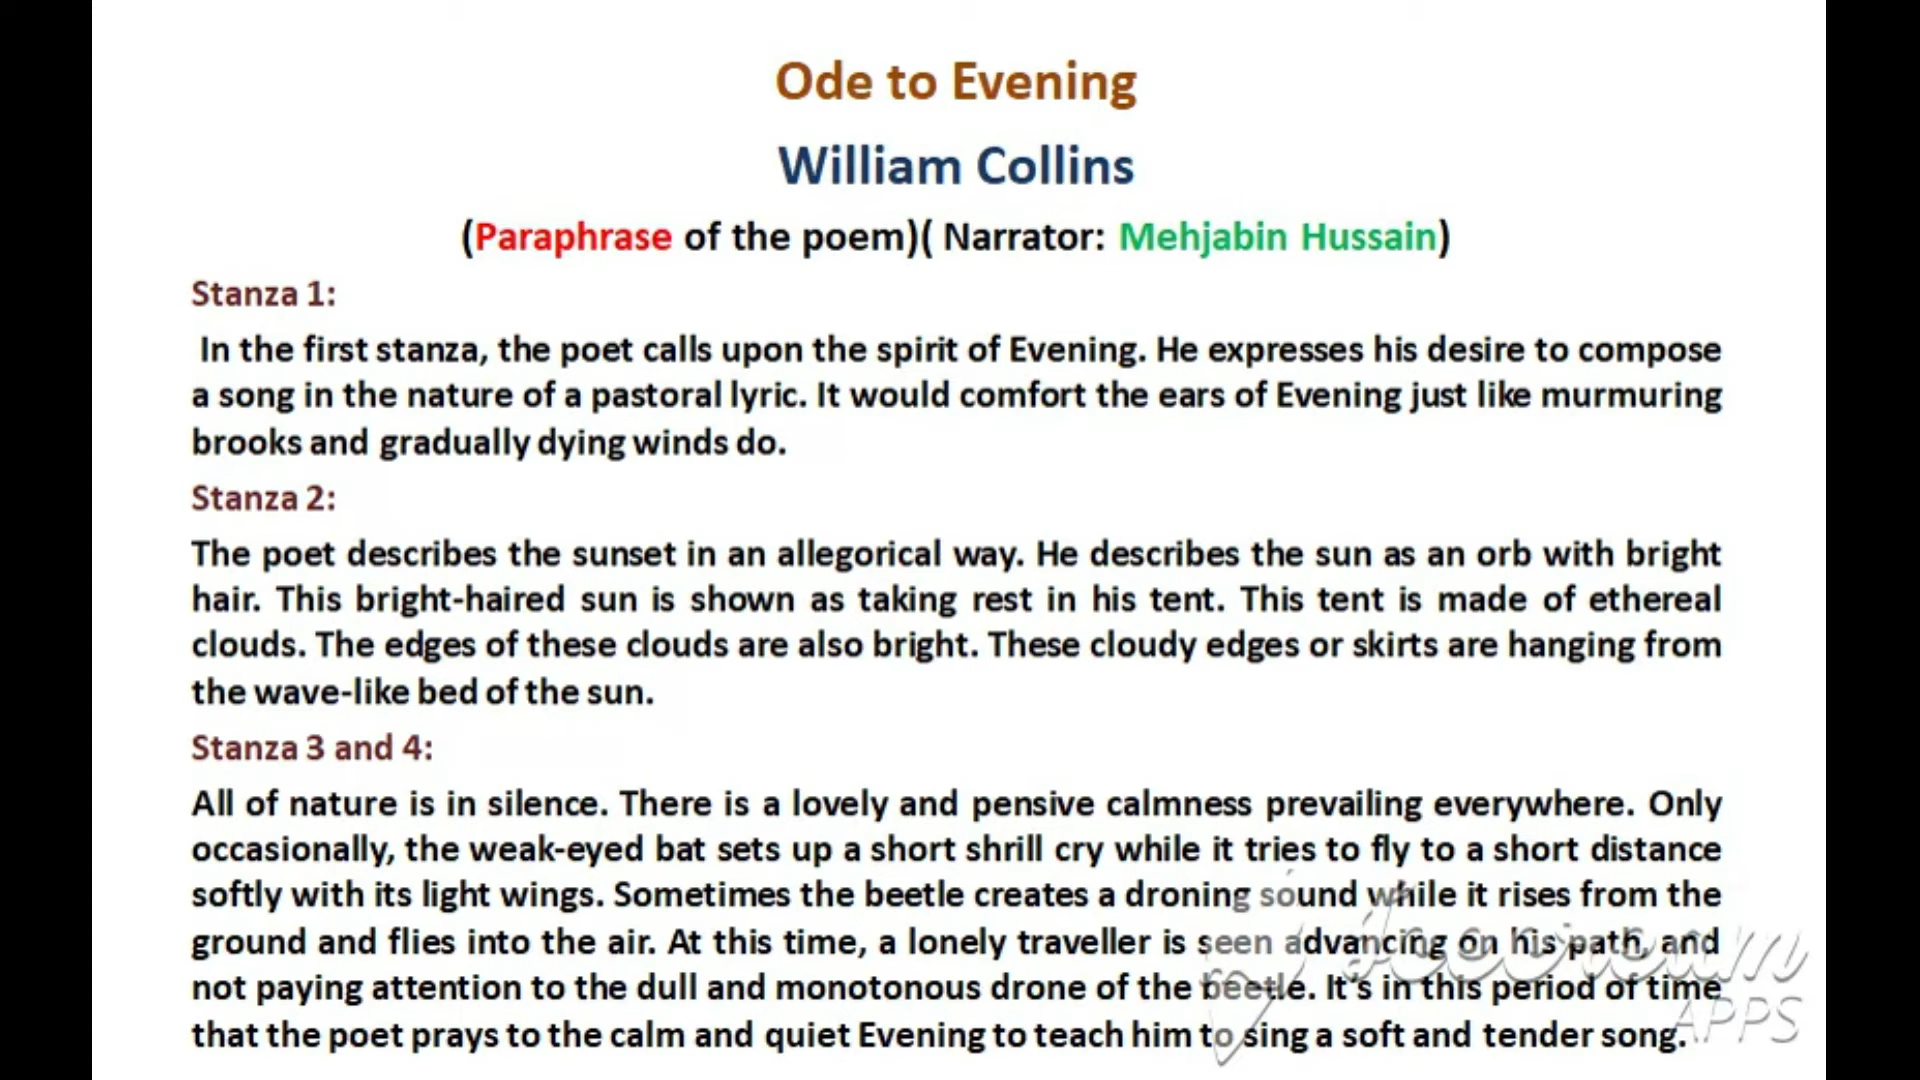 Ode to Evening
William Collins
(Paraphrase of the poem)( Narrator: Mehjabin Hussain)
Stanza 1:
In the first stanza, the poet calls upon the spirit of Evening. He expresses his desire to compose
a song in the nature of a pastoral lyric. It would comfort the ears of Evening just like murmuring
brooks and gradually dying winds do.
Stanza 2:
The poet describes the sunset in an allegorical way. He describes the sun as an orb with bright
hair. This bright-haired sun is shown as taking rest in his tent. This tent is made of ethereal
clouds. The edges of these clouds are also bright. These cloudy edges or skirts are hanging from
the wave-like bed of the sun.
Stanza 3 and 4:
All of nature is in silence. There is a lovely and pensive calmness prevailing everywhere. Only
occasionally, the weak-eyed bat sets up a short shrill cry while it tries to fly to a short distance
softly with its light wings. Sometimes the beetle creates a droning sound while it rises from the
ground and flies into the air. At this time, a lonely traveller is seen advancing on his path, and
not paying attention to the dull and monotonous drone of the beetle. It's in this period of time
that the poet prays to the calm and quiet Evening to teach him to sing a soft and tender song.
APPS